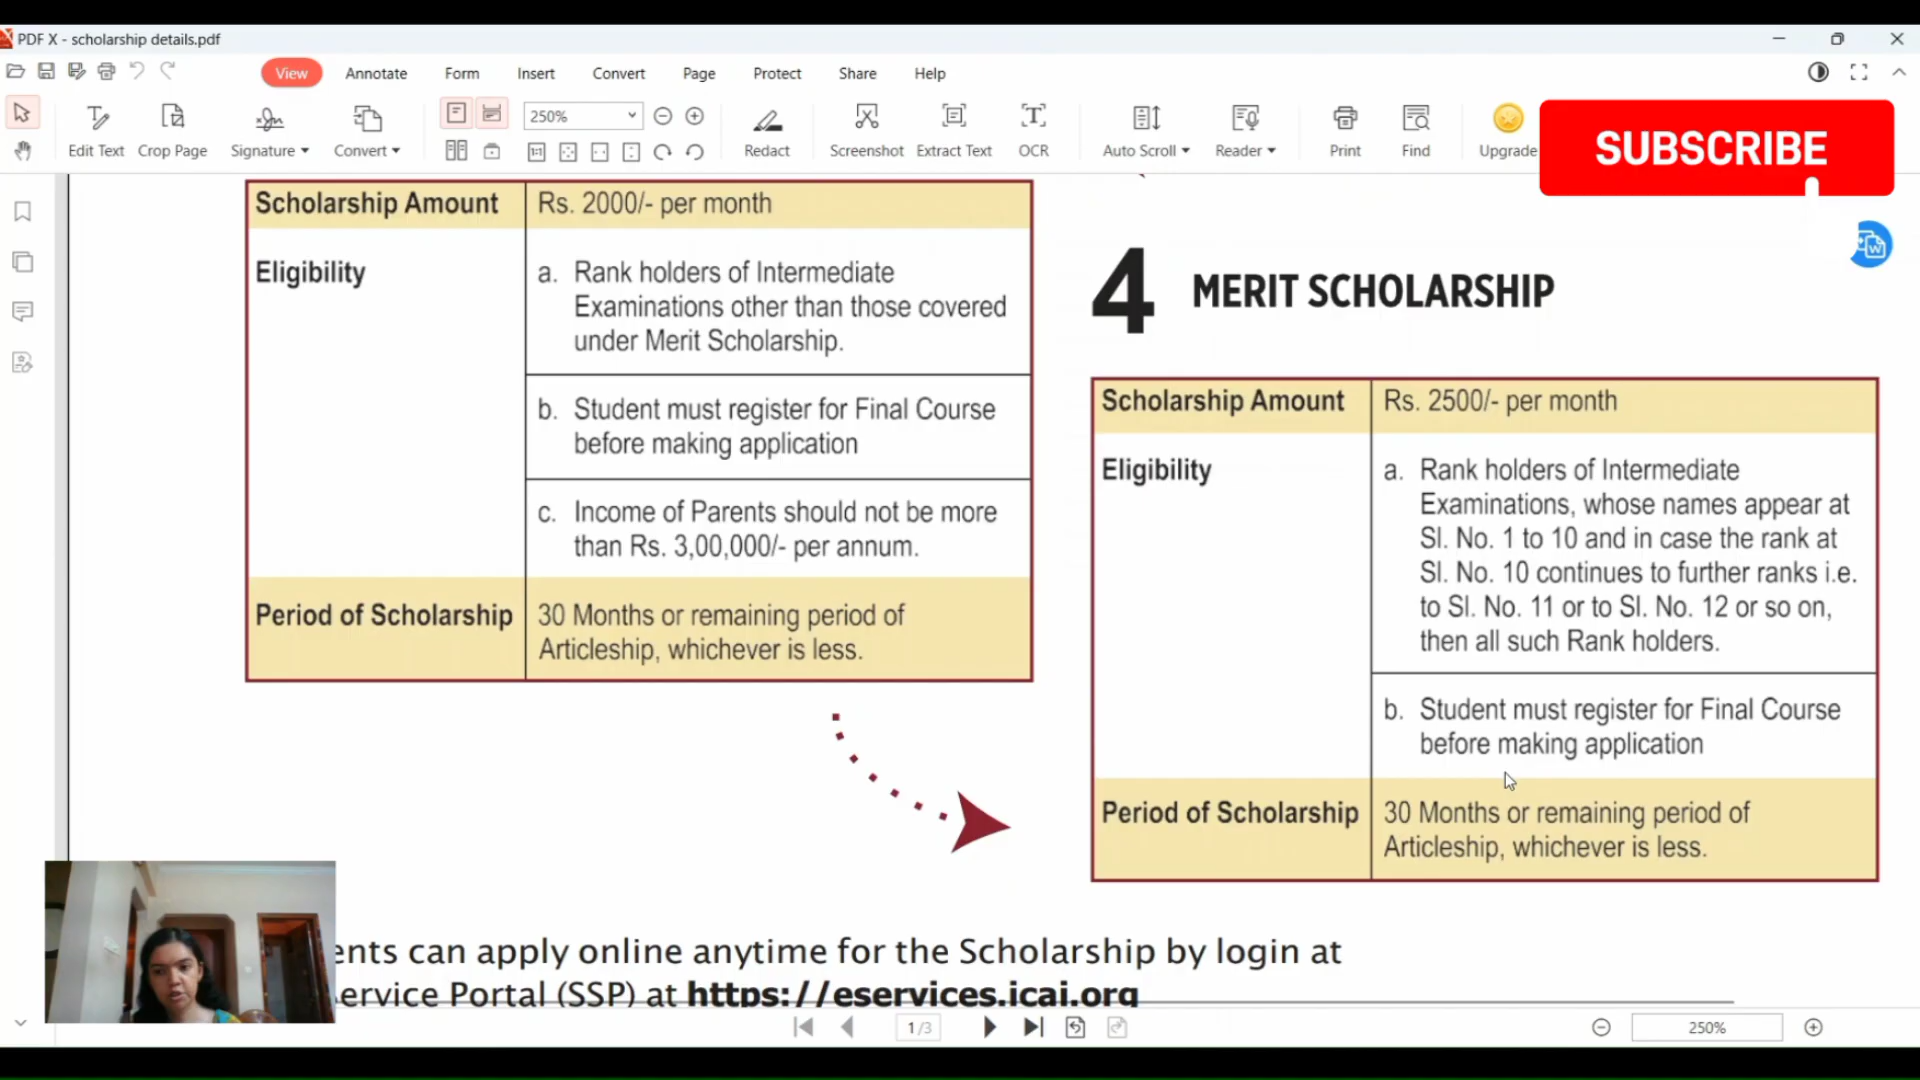 PDF X - scholarship details.pdf
View Annotate Form Insert Convert Page Protect Share Help
250%
Edit Text Crop Page Signature Convert Redact Screenshot Extract Text OCR Auto Scroll Reader Print Find Upgrade
SUBSCRIBE
Scholarship Amount Rs. 2000/- per month
Eligibility a. Rank holders of Intermediate
Examinations other than those covered
under Merit Scholarship.
b. Student must register for Final Course
before making application
c. Income of Parents should not be more
than Rs. 3,00,000/- per annum.
Period of Scholarship 30 Months or remaining period of
Articleship, whichever is less.
4 MERIT SCHOLARSHIP
Scholarship Amount Rs. 2500/- per month
Eligibility a. Rank holders of Intermediate
Examinations, whose names appear at
Sl. No. 1 to 10 and in case the rank at
Sl. No. 10 continues to further ranks i.e.
to Sl. No. 11 or to Sl. No. 12 or so on,
then all such Rank holders.
b. Student must register for Final Course
before making application
Period of Scholarship 30 Months or remaining period of
Articleship, whichever is less.
ents can apply online anytime for the Scholarship by login at
ervice Portal (SSP) at https://eservices.icai.org
1/3
250%